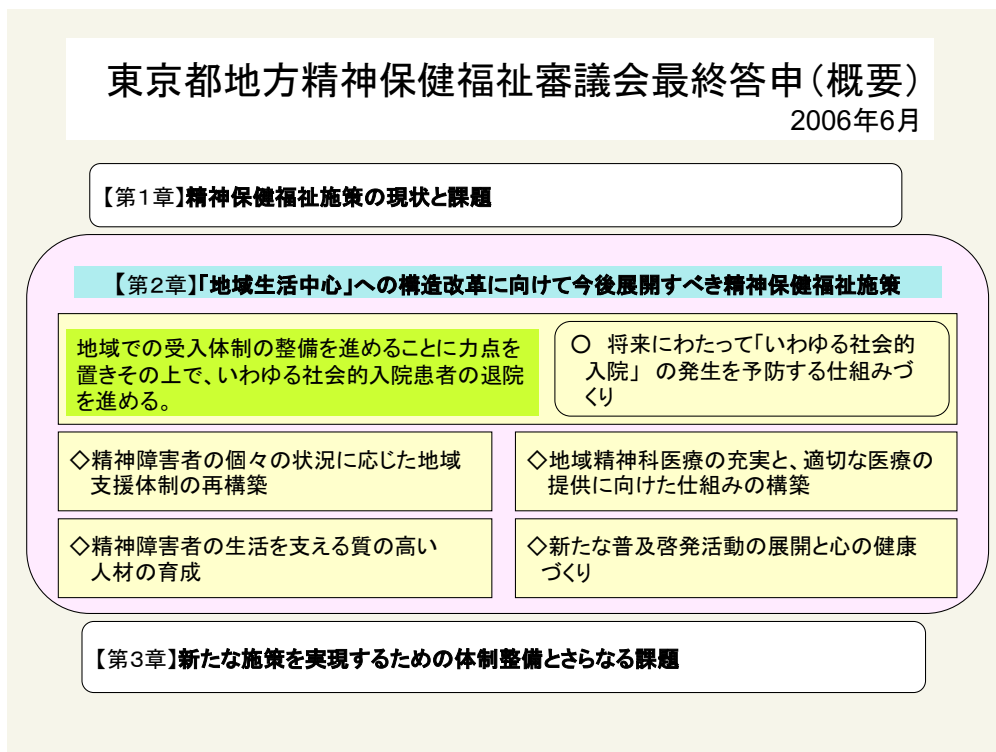 東京都地方精神保健福祉審議会最終答申(概要)
2006年6月
【第1章】精神保健福祉施策の現状と課題
【第2章】「地域生活中心」への構造改革に向けて今後展開すべき精神保健福祉施策
地域での受入体制の整備を進めることに力点を
置きその上で、いわゆる社会的入院患者の退院
を進める。
○ 将来にわたって「いわゆる社会的
入院」 の発生を予防する仕組みづ
くり
◇精神障害者の個々の状況に応じた地域
支援体制の再構築
◇地域精神科医療の充実と、適切な医療の
提供に向けた仕組みの構築
◇精神障害者の生活を支える質の高い
人材の育成
◇新たな普及啓発活動の展開と心の健康
づくり
【第3章】新たな施策を実現するための体制整備とさらなる課題